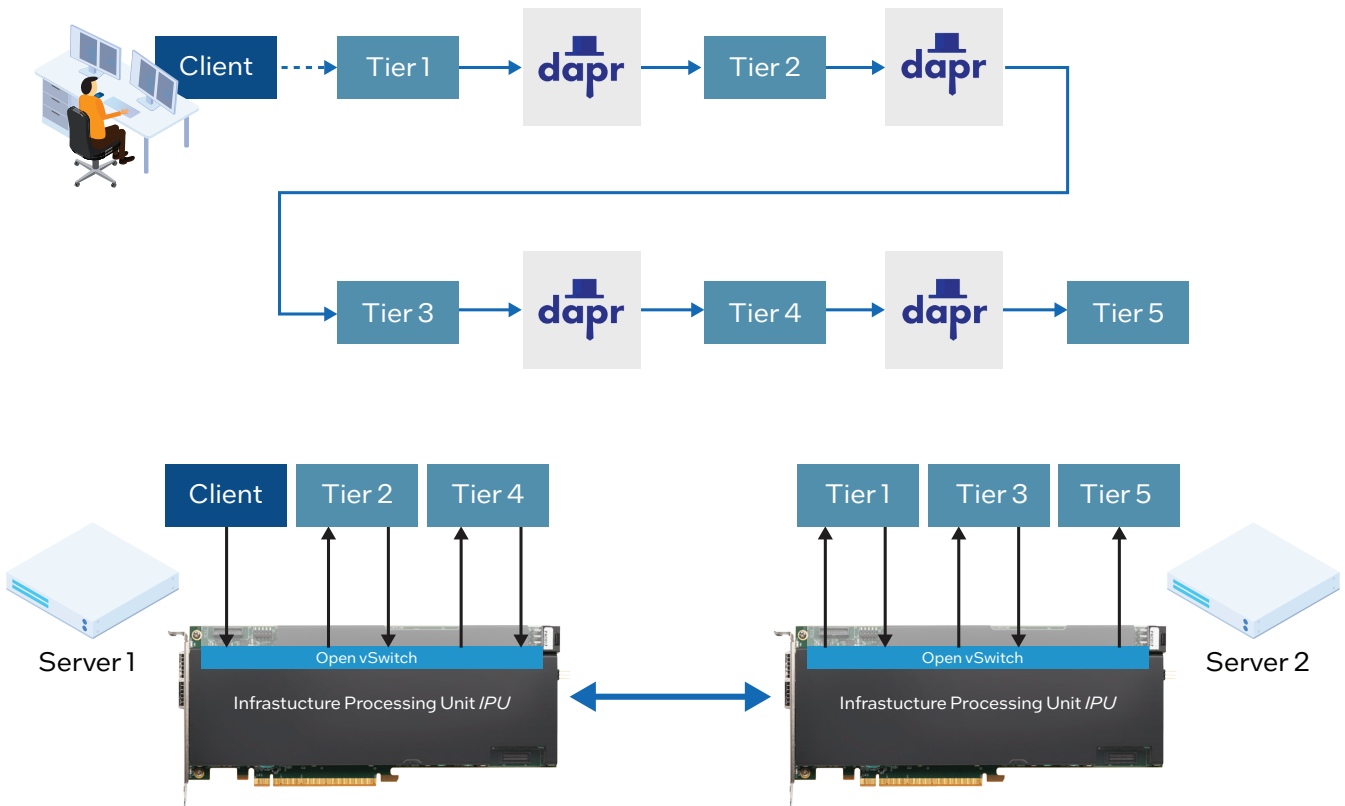 Client
Tier 1
dapr
Tier 2
dapr
Tier 3
dapr
Tier 4
dapr
Tier 5
Client
Tier 2
Tier 4
Tier 1
Tier 3
Tier 5
Server 1
Open vSwitch
Infrastucture Processing Unit IPU
Open vSwitch
Infrastucture Processing Unit IPU
Server 2